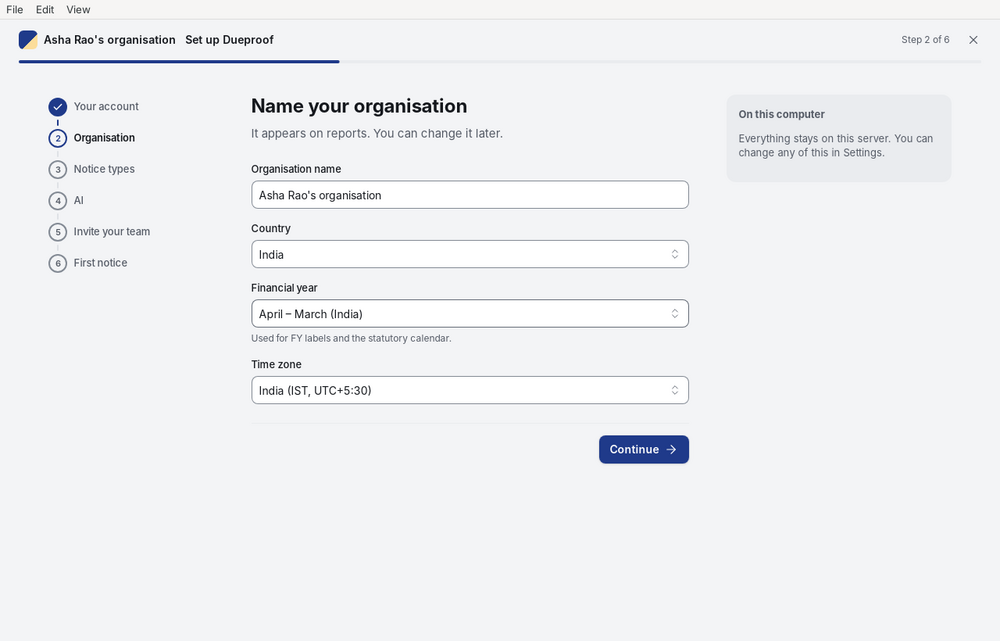 File Edit View
Asha Rao's organisation Set up Dueproof
Step 2 of 6
Your account
2 Organisation
3 Notice types
4 AI
5 Invite your team
6 First notice
Name your organisation
It appears on reports. You can change it later.
Organisation name
Asha Rao's organisation
Country
India
Financial year
April – March (India)
Used for FY labels and the statutory calendar.
Time zone
India (IST, UTC+5:30)
Continue →
On this computer
Everything stays on this server. You can
change any of this in Settings.